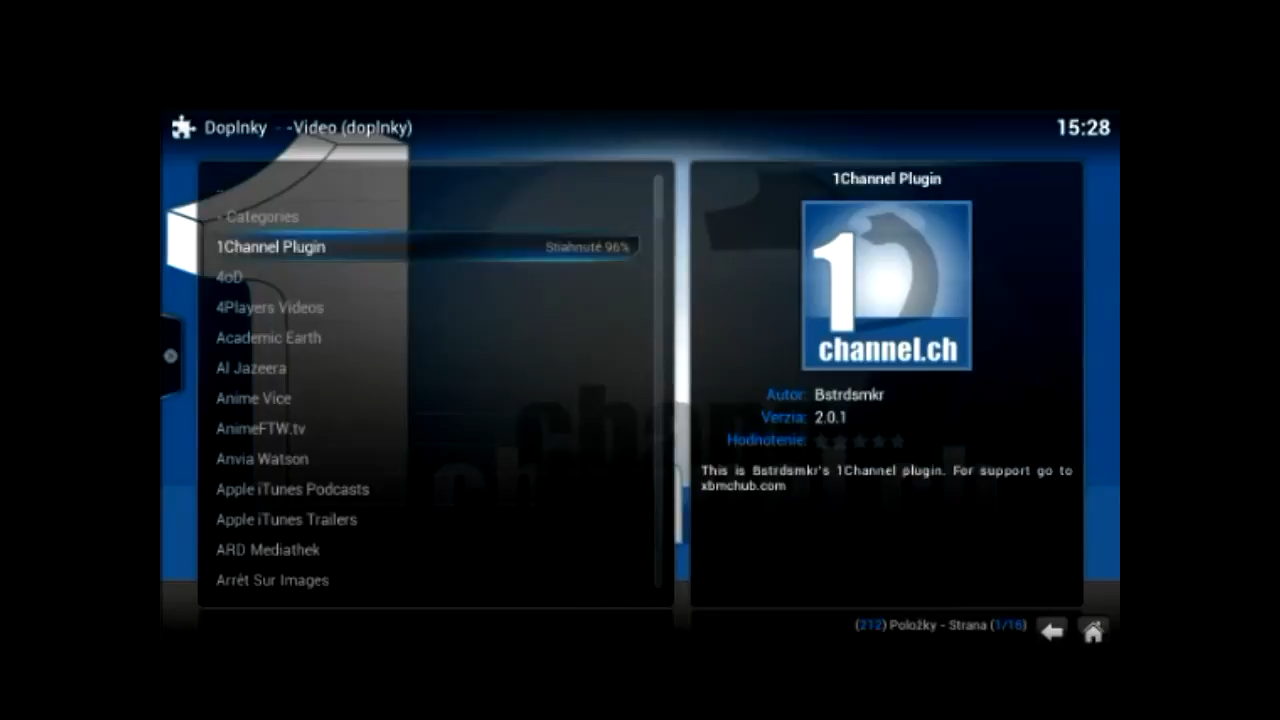 Doplnky - -Video (doplnky)
15:28
..
- Categories
1Channel Plugin Stiahnuté 96%
4oD
4Players Videos
Academic Earth
Al Jazeera
Anime Vice
AnimeFTW.tv
Anvia Watson
Apple iTunes Podcasts
Apple iTunes Trailers
ARD Mediathek
Arrêt Sur Images
1Channel Plugin
1
channel.ch
Autor: Bstrdsmkr
Verzia: 2.0.1
Hodnotenie:
This is Bstrdsmkr's 1Channel plugin. For support go to
xbmchub.com
(212) Položky - Strana (1/16)